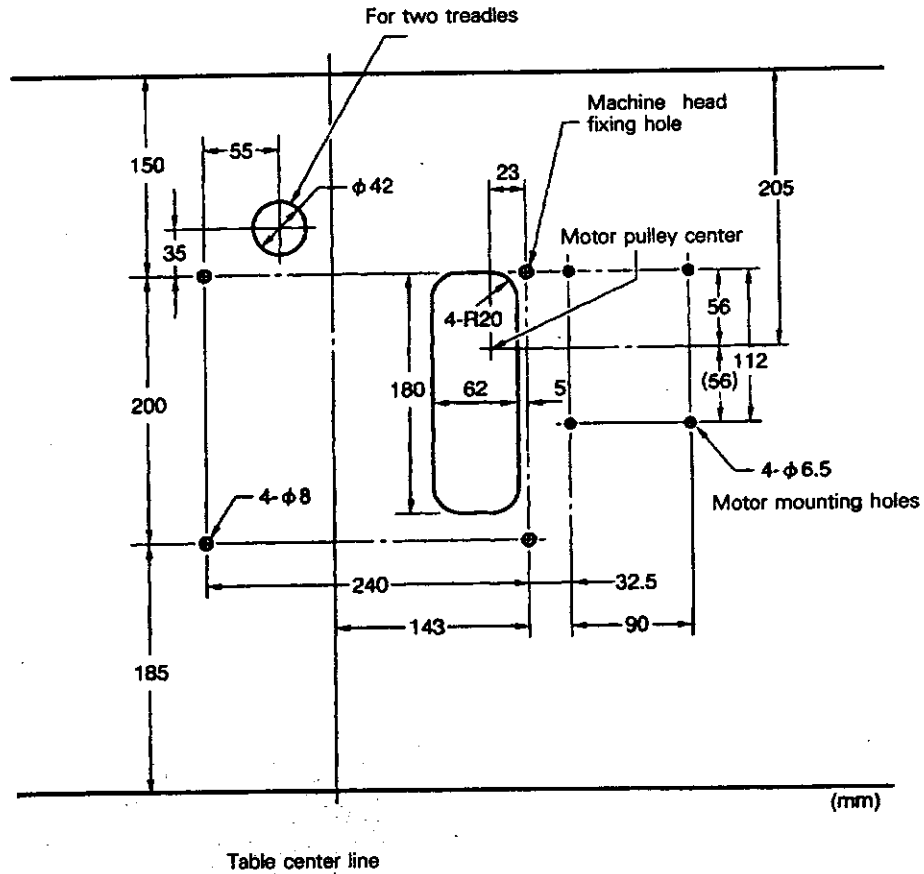 For two treadles
Machine head
fixing hole
55
150
23
φ42
205
35
Motor pulley center
4-R20
56
112
(56)
180
62
5
200
4-φ6.5
4-φ8
Motor mounting holes
240
32.5
143
90
185
(mm)
Table center line